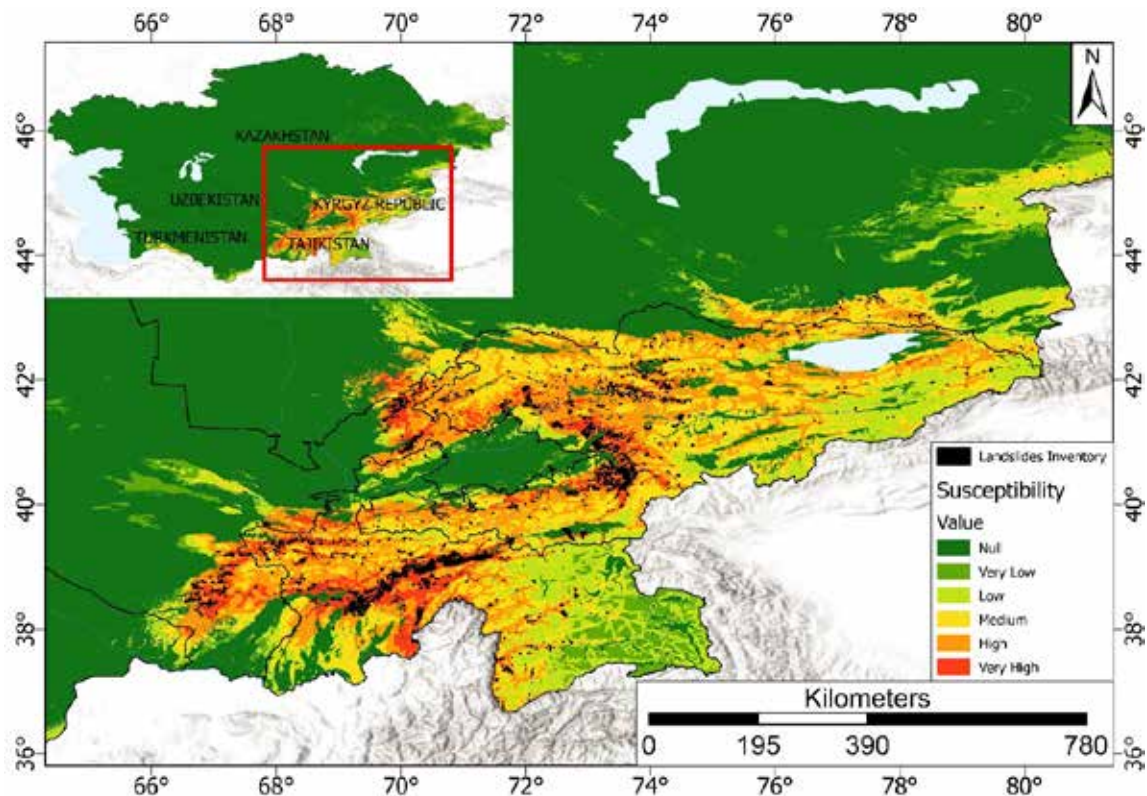 66° 68° 70° 72° 74° 76° 78° 80°
N
46°
44°
42°
40°
38°
36°
KAZAKHSTAN
UZBEKISTAN
KYRGYZ REPUBLIC
TURKMENISTAN
TAJIKISTAN
46°
44°
42°
40°
38°
36°
Landslides Inventory
Susceptibility
Value
Null
Very Low
Low
Medium
High
Very High
Kilometers
0 195 390 780
66° 68° 70° 72° 74° 76° 78° 80°